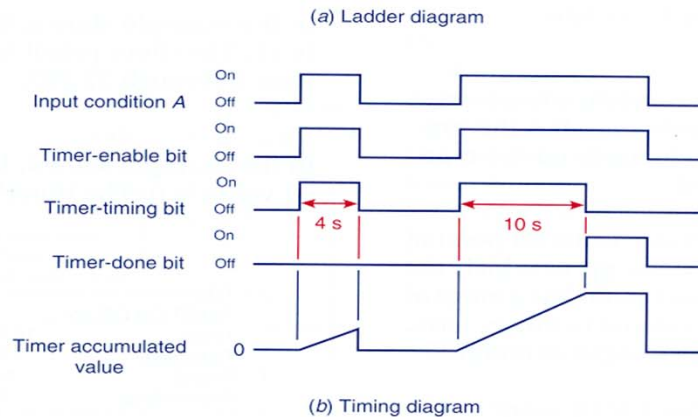 (a) Ladder diagram
On
Input condition A
Off
On
Timer-enable bit
Off
On
Timer-timing bit
Off
4 s
10 s
On
Timer-done bit
Off
Timer accumulated
value
0
(b) Timing diagram